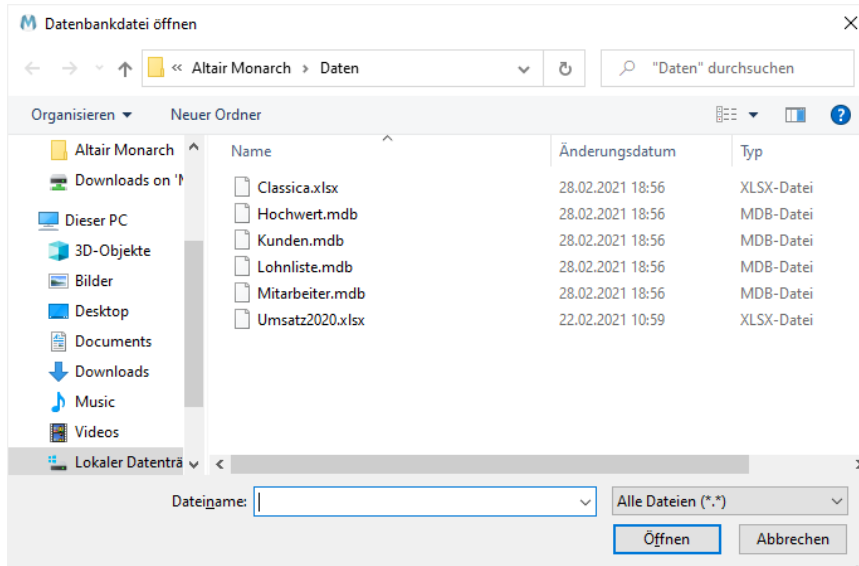 Datenbankdatei öffnen
« Altair Monarch > Daten
"Daten" durchsuchen
Organisieren
Neuer Ordner
Altair Monarch
Downloads on '
Dieser PC
3D-Objekte
Bilder
Desktop
Documents
Downloads
Music
Videos
Lokaler Datenträ
Name Änderungsdatum Typ
Classica.xlsx 28.02.2021 18:56 XLSX-Datei
Hochwert.mdb 28.02.2021 18:56 MDB-Datei
Kunden.mdb 28.02.2021 18:56 MDB-Datei
Lohnliste.mdb 28.02.2021 18:56 MDB-Datei
Mitarbeiter.mdb 28.02.2021 18:56 MDB-Datei
Umsatz2020.xlsx 22.02.2021 10:59 XLSX-Datei
Dateiname:
Alle Dateien (*.*)
Öffnen
Abbrechen